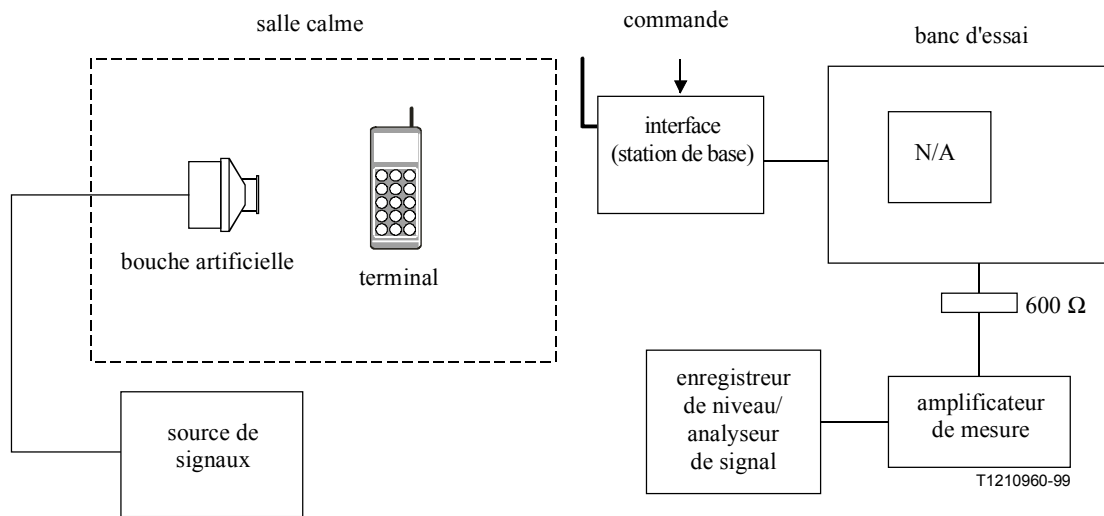 salle calme
commande
banc d'essai
interface
(station de base)
N/A
bouche artificielle
terminal
600 Ω
source de
signaux
enregistreur
de niveau/
analyseur
de signal
amplificateur
de mesure
T1210960-99